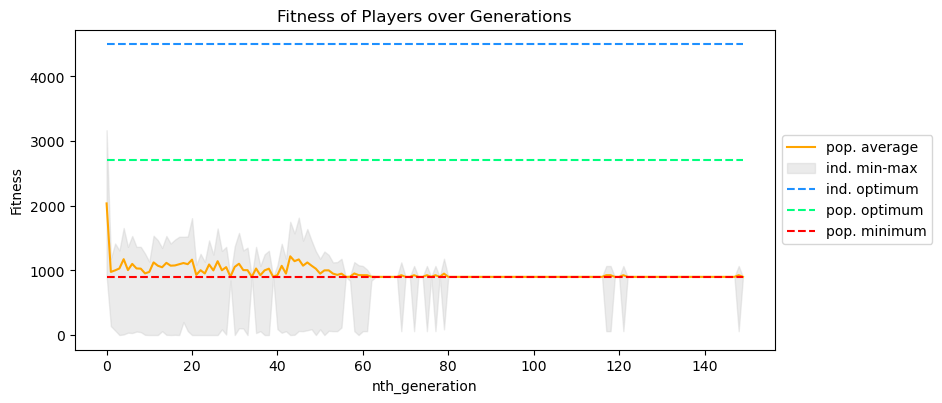 Fitness of Players over Generations
Fitness
4000
3000
2000
1000
0
0 20 40 60 80 100 120 140
nth_generation
pop. average
ind. min-max
ind. optimum
pop. optimum
pop. minimum